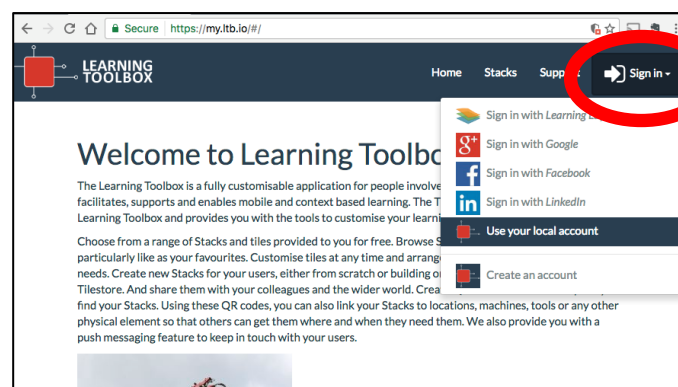 Secure https://my.ltb.io/#/
LEARNING
TOOLBOX
Home Stacks Sign in
Sign in with Learning
Sign in with Google
Sign in with Facebook
Sign in with LinkedIn
Use your local account
Create an account
Welcome to Learning
The Learning Toolbox is a fully customisable application for people
facilitates, supports and enables mobile and context based learning. The
Learning Toolbox and provides you with the tools to customise your
Choose from a range of Stacks and tiles provided to you for free. Browse
particularly like as your favourites. Customise tiles at any time and
needs. Create new Stacks for your users, either from scratch or building
Tilestore. And share them with your colleagues and the wider world.
find your Stacks. Using these QR codes, you can also link your Stacks to locations, machines, tools or any other
physical element so that others can get them where and when they need them. We also provide you with a
push messaging feature to keep in touch with your users.